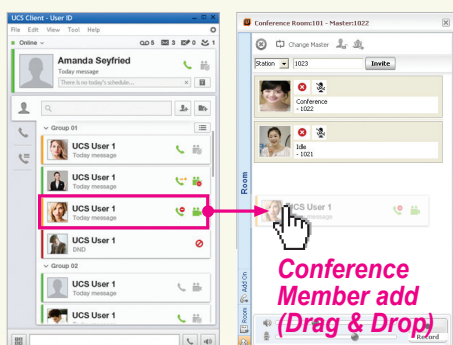 UCS Client - User ID
File Edit View Tool Help
Online
5 3 0 1
Amanda Seyfried
Today message
There is no today's schedule...
Group 01
UCS User 1
Today message
UCS User 1
Today message
UCS User 1
Today message
UCS User 1
DND
Group 02
UCS User 1
Today message
UCS User 1
Today message
Conference Room:101 - Master:1022
Change Master
Station 1023 Invite
Conference
- 1022
Idle
- 1021
Room
UCS User 1
message
Add On
Room
Record
Conference
Member add
(Drag & Drop)